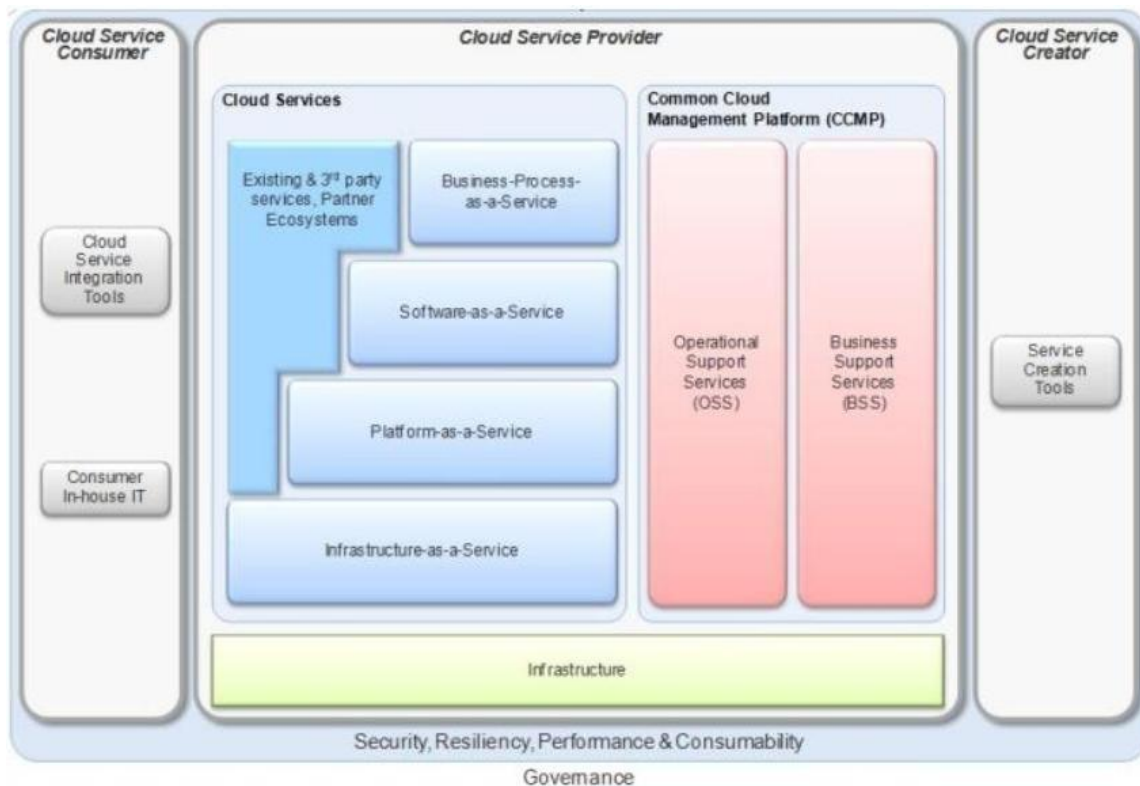 Cloud Service
Consumer
Cloud Service Provider
Cloud Service
Creator
Cloud Services
Common Cloud
Management Platform (CCMP)
Existing & 3rd party
services, Partner
Ecosystems
Business-Process-
as-a-Service
Cloud
Service
Integration
Tools
Software-as-a-Service
Operational
Support
Services
(OSS)
Business
Support
Services
(BSS)
Service
Creation
Tools
Platform-as-a-Service
Consumer
In-house IT
Infrastructure-as-a-Service
Infrastructure
Security, Resiliency, Performance & Consumability
Governance